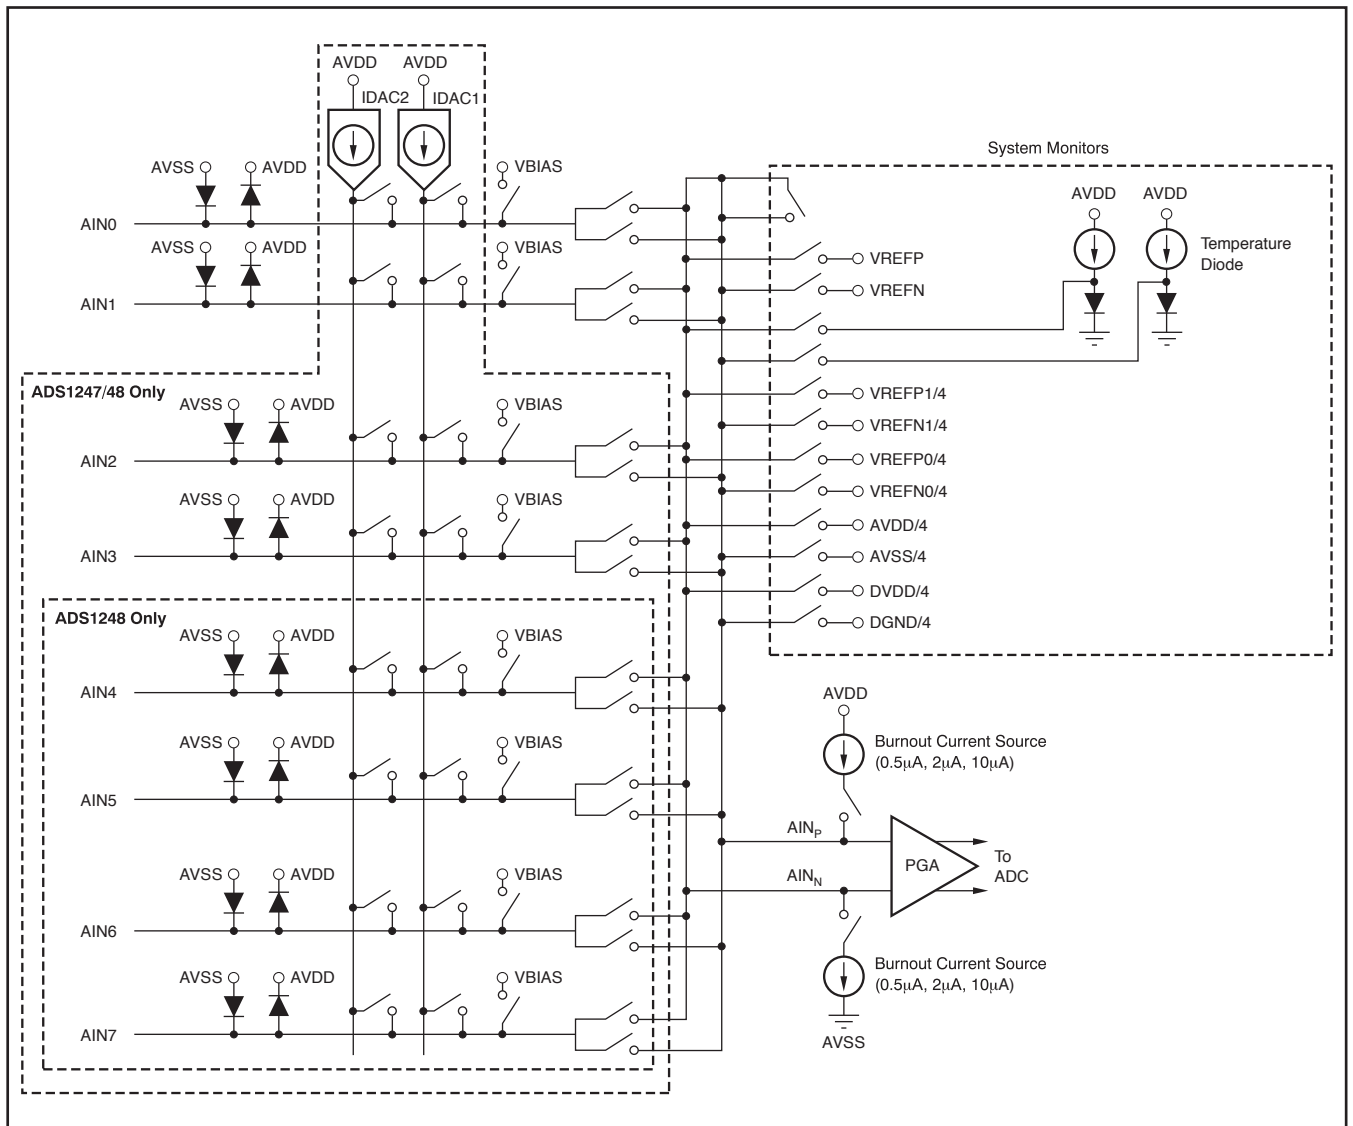 AVDD AVDD
IDAC2 IDAC1
System Monitors
AVSS AVDD VBIAS
AVDD AVDD
AIN0
AVSS AVDD VBIAS
Temperature
Diode
VREFP
VREFN
AIN1
ADS1247/48 Only
VREFP1/4
AVSS AVDD VBIAS
VREFN1/4
AIN2
VREFP0/4
VREFN0/4
AVSS AVDD VBIAS
AVDD/4
AIN3
AVSS/4
DVDD/4
ADS1248 Only
DGND/4
AVSS AVDD VBIAS
AIN4
AVDD
AVSS AVDD VBIAS
Burnout Current Source
(0.5μA, 2μA, 10μA)
AIN5
AINP
To
ADC
PGA
AVSS AVDD VBIAS
AINN
AIN6
Burnout Current Source
(0.5μA, 2μA, 10μA)
AVSS AVDD VBIAS
AIN7
AVSS